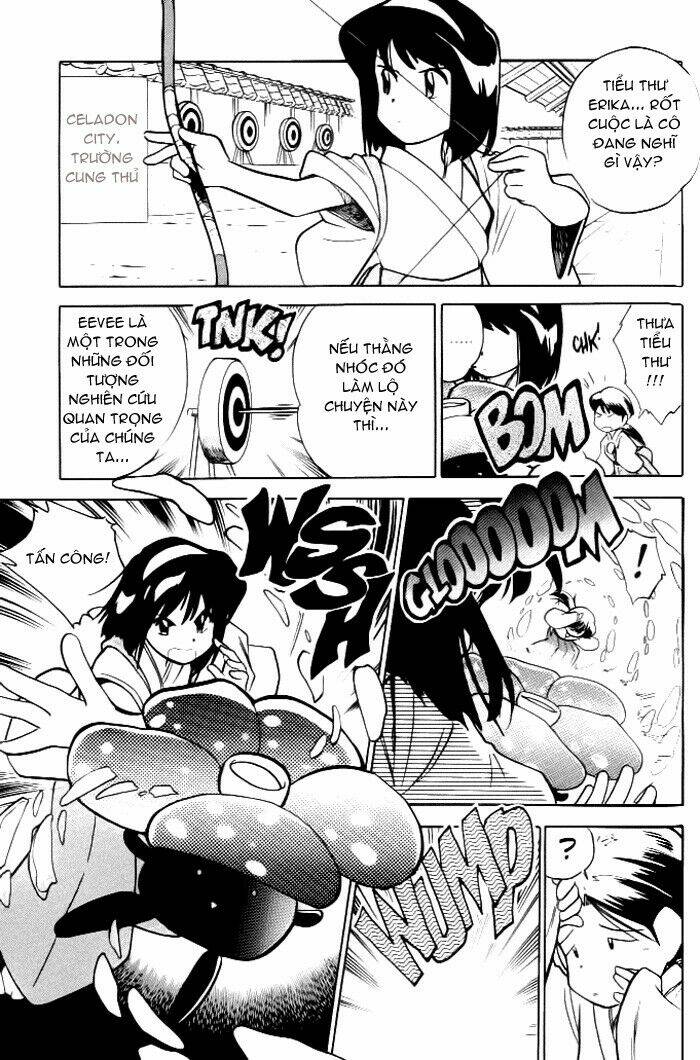 TIỂU THƯ
ERIKA... RỐT
CUỘC LÀ CÔ
ĐANG NGHĨ
GÌ VẬY?
CELADON
CITY,
TRƯỜNG
CUNG THỦ
THƯA
TIỂU
THƯ
!!!
CHK!
........
BOM
NẾU THẰNG
NHÓC ĐÓ
LÀM LỘ
CHUYỆN NÀY
THÌ...
TNK!
EEVEE LÀ
MỘT TRONG
NHỮNG ĐỐI
TƯỢNG
NGHIÊN CỨU
QUAN TRỌNG
CỦA CHÚNG
TA...
!
GLOOOOOOM
WSSSH
TẤN CÔNG!
?
WUMP